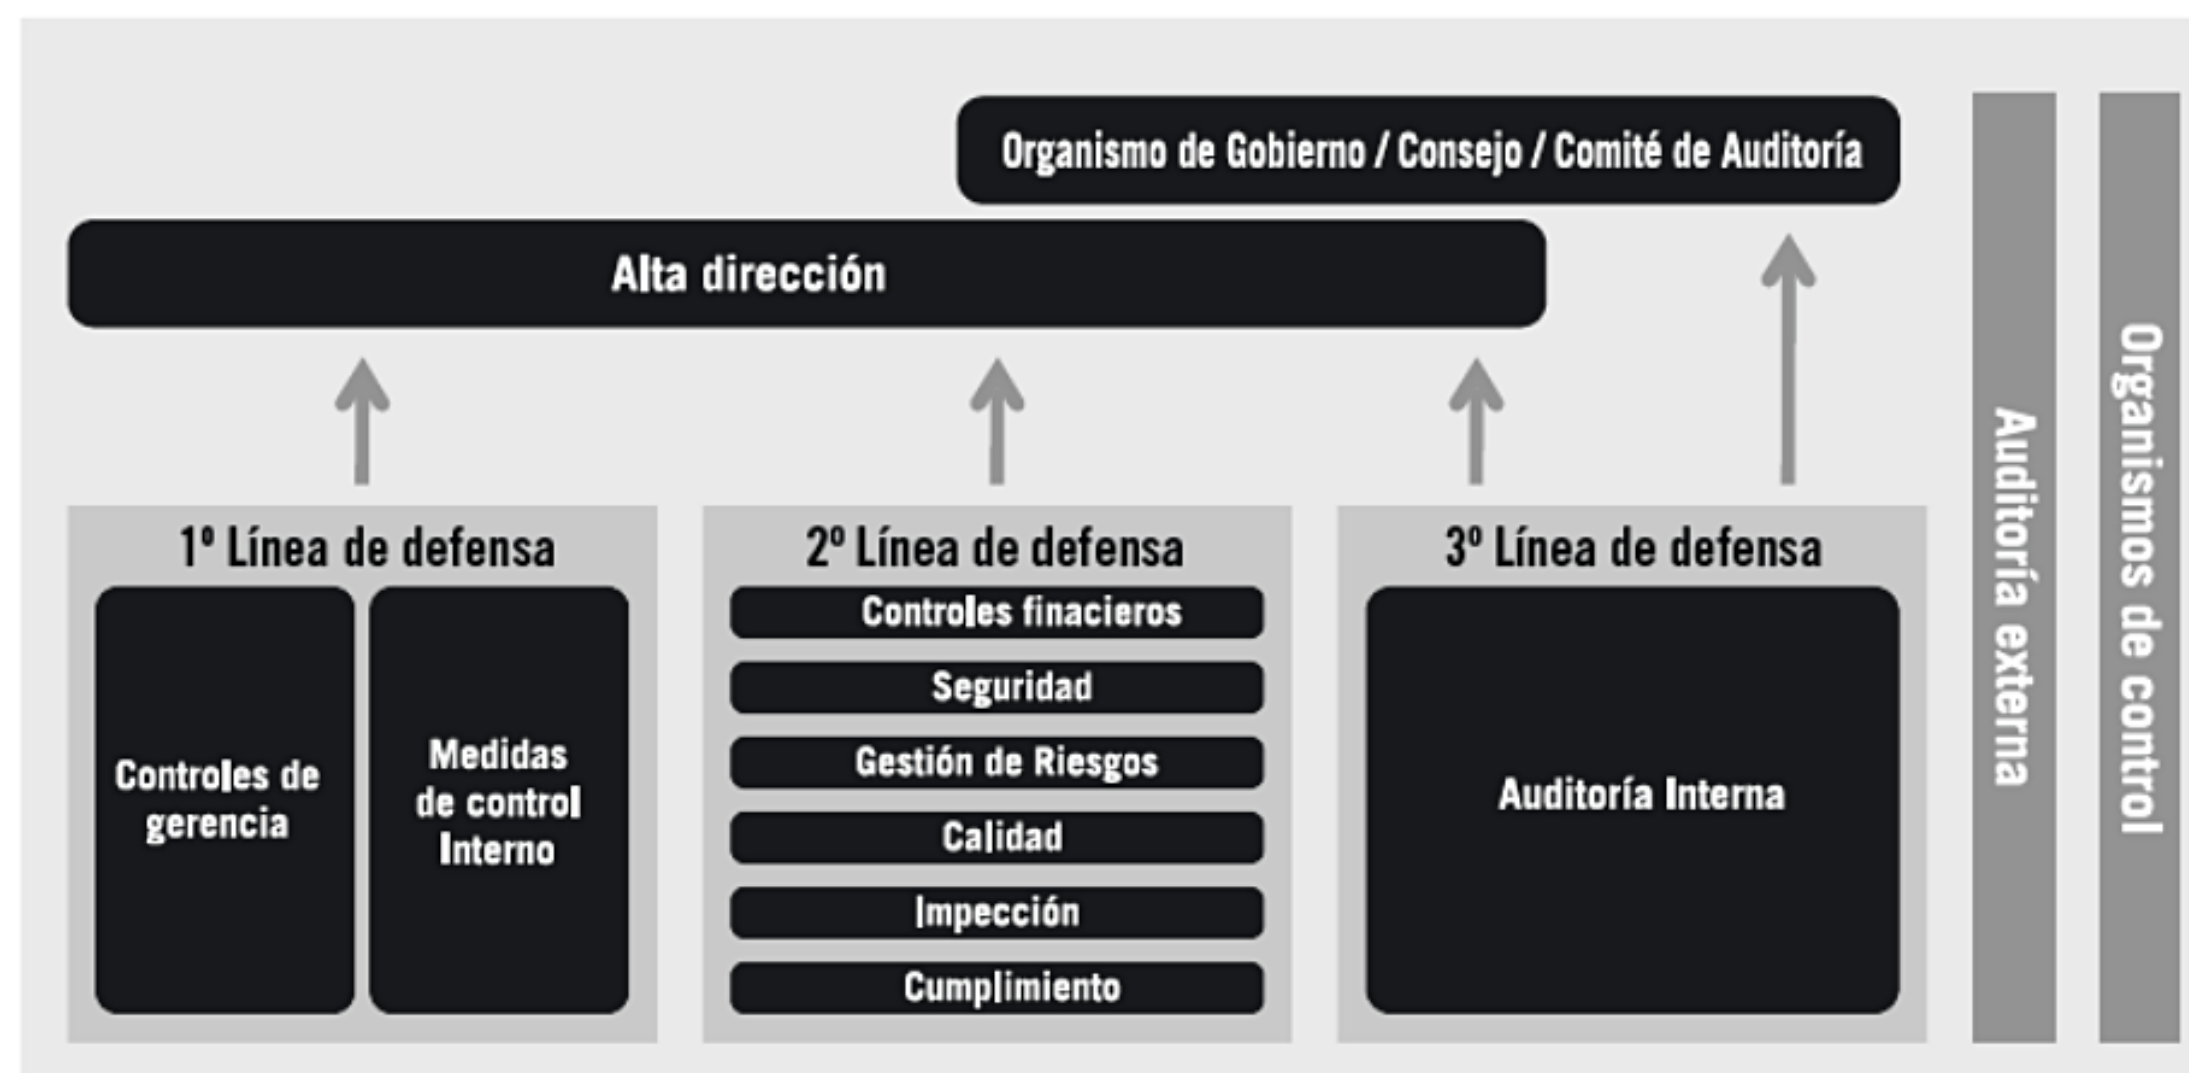 Organismo de Gobierno / Consejo / Comité de Auditoría
Alta dirección
1º Línea de defensa
Controles de
gerencia
Medidas
de control
Interno
2º Línea de defensa
Controles finacieros
Seguridad
Gestión de Riesgos
Calidad
Impección
Cumplimiento
3º Línea de defensa
Auditoría Interna
Auditoría externa
Organismos de control